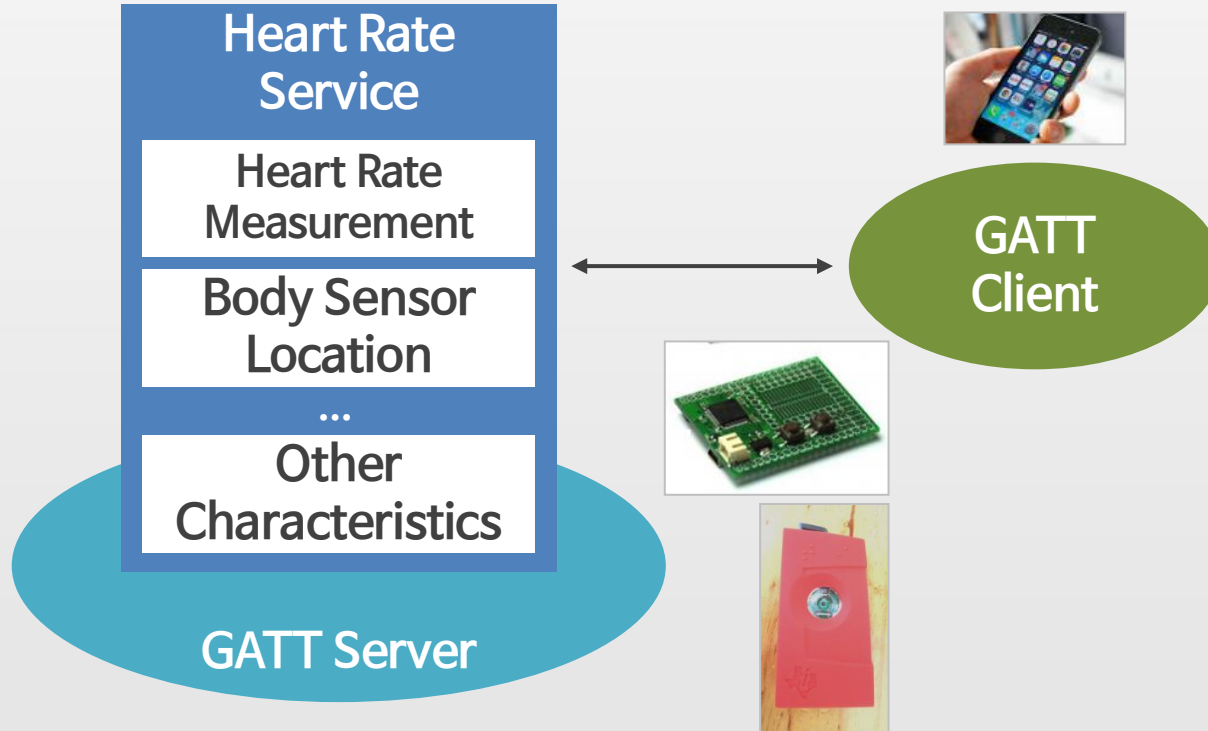 Heart Rate
Service
Heart Rate
Measurement
Body Sensor
Location
...
Other
Characteristics
GATT Server
GATT
Client